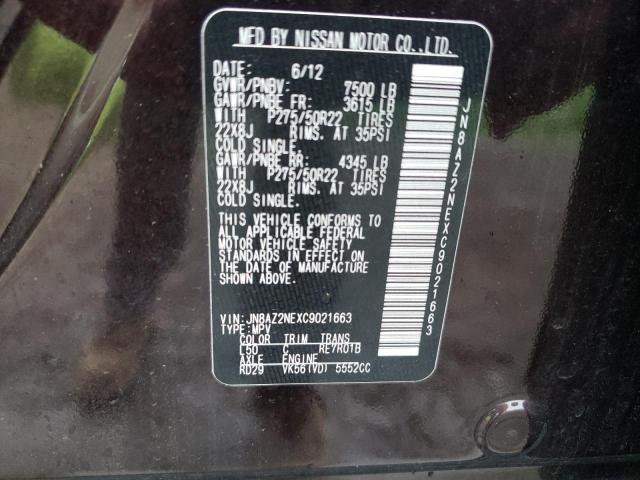 MFD BY NISSAN MOTOR CO.,LTD.
DATE: 6/12
GVWR/PNBV: 7500 LB
GAWR/PNBE FR: 3615 LB
WITH P275/50R22 TIRES
22X8J RIMS. AT 35PSI
COLD SINGLE.
GAWR/PNBE RR: 4345 LB
WITH P275/50R22 TIRES
22X8J RIMS. AT 35PSI
COLD SINGLE.
THIS VEHICLE CONFORMS TO
ALL APPLICABLE FEDERAL
MOTOR VEHICLE SAFETY
STANDARDS IN EFFECT ON
THE DATE OF MANUFACTURE
SHOWN ABOVE.
VIN: JN8AZ2NEXC9021663
TYPE: MPV
COLOR TRIM TRANS
L50 C RE7R01B
AXLE ENGINE
RD29 VK56(VD) 5552CC
JN8AZ2NEXC9021663